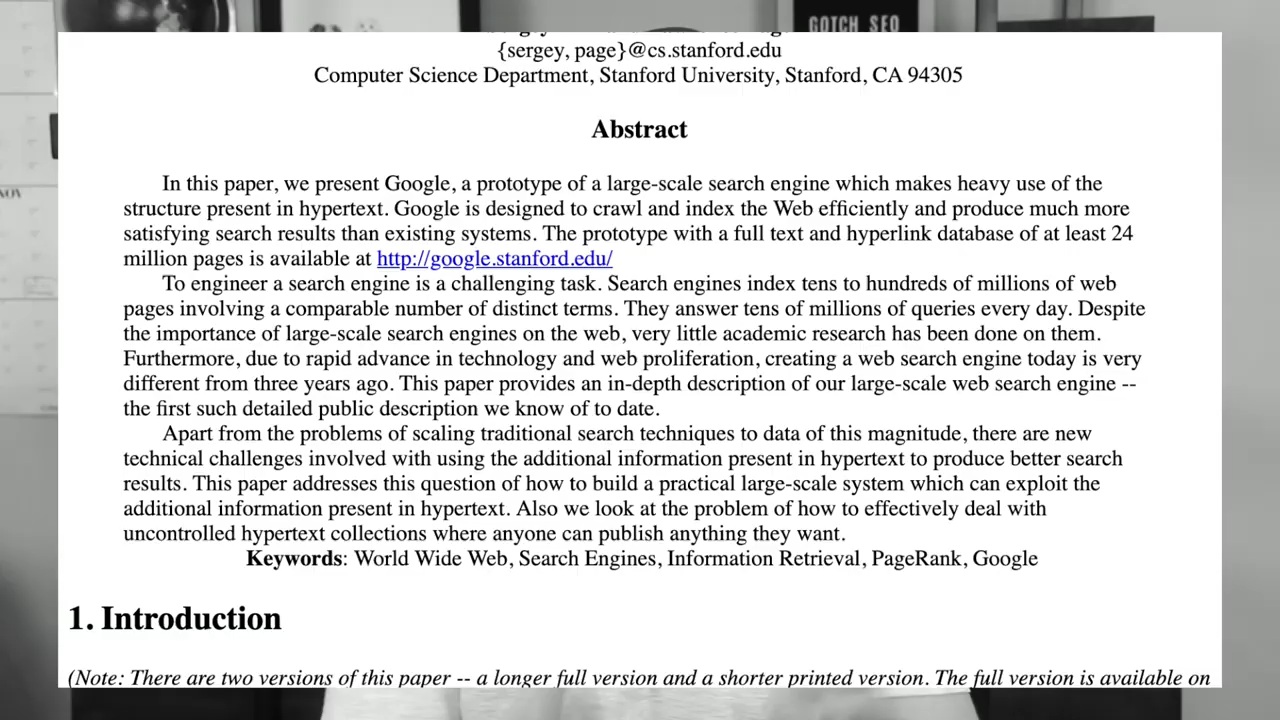 GOTCH SEO
{sergey, page}@cs.stanford.edu
Computer Science Department, Stanford University, Stanford, CA 94305
Abstract
In this paper, we present Google, a prototype of a large-scale search engine which makes heavy use of the
structure present in hypertext. Google is designed to crawl and index the Web efficiently and produce much more
satisfying search results than existing systems. The prototype with a full text and hyperlink database of at least 24
million pages is available at http://google.stanford.edu/
To engineer a search engine is a challenging task. Search engines index tens to hundreds of millions of web
pages involving a comparable number of distinct terms. They answer tens of millions of queries every day. Despite
the importance of large-scale search engines on the web, very little academic research has been done on them.
Furthermore, due to rapid advance in technology and web proliferation, creating a web search engine today is very
different from three years ago. This paper provides an in-depth description of our large-scale web search engine --
the first such detailed public description we know of to date.
Apart from the problems of scaling traditional search techniques to data of this magnitude, there are new
technical challenges involved with using the additional information present in hypertext to produce better search
results. This paper addresses this question of how to build a practical large-scale system which can exploit the
additional information present in hypertext. Also we look at the problem of how to effectively deal with
uncontrolled hypertext collections where anyone can publish anything they want.
Keywords: World Wide Web, Search Engines, Information Retrieval, PageRank, Google
1. Introduction
(Note: There are two versions of this paper -- a longer full version and a shorter printed version. The full version is available on
NOV